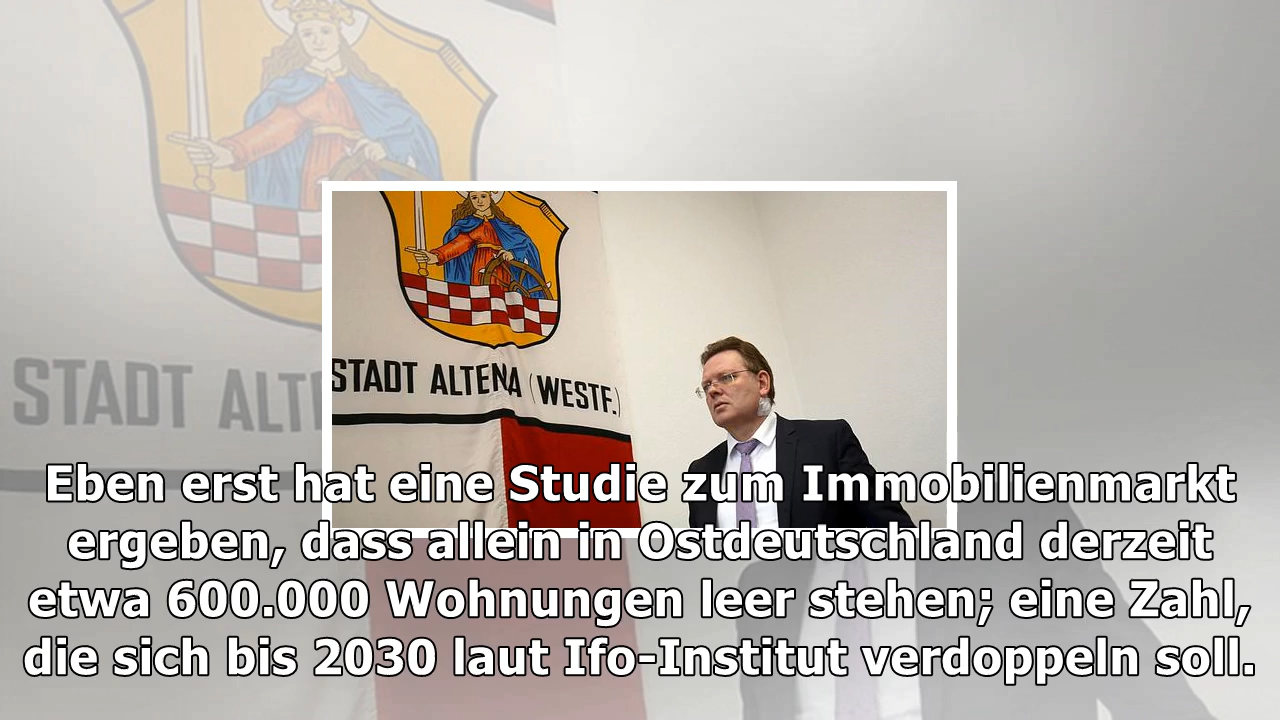 STADT ALT
STADT ALTENA (WESTF.)
Eben erst hat eine Studie zum Immobilienmarkt
ergeben, dass allein in Ostdeutschland derzeit
etwa 600.000 Wohnungen leer stehen; eine Zahl,
die sich bis 2030 laut Ifo-Institut verdoppeln soll.